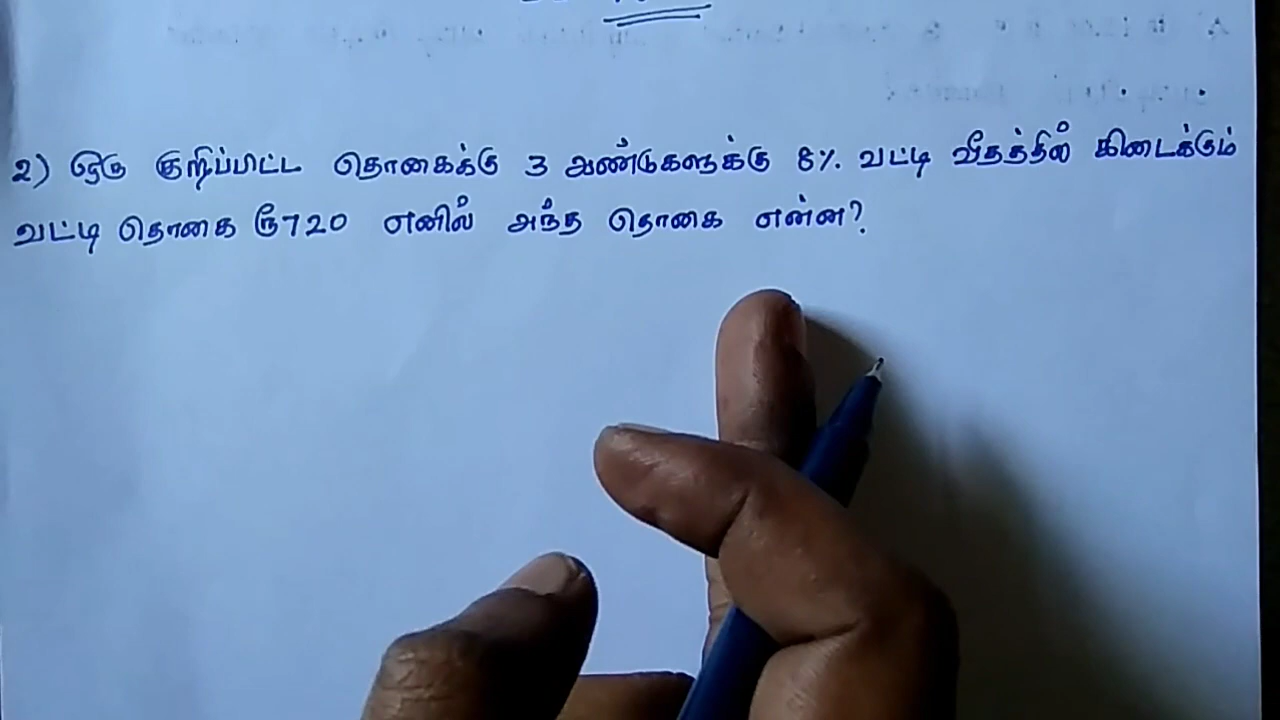 2) ஒரு குறிப்பிட்ட தொகைக்கு 3 ஆண்டுகளுக்கு 8% வட்டி வீதத்தில் கிடைக்கும்
வட்டி தொகை ரூ720 எனில் அந்த தொகை என்ன?